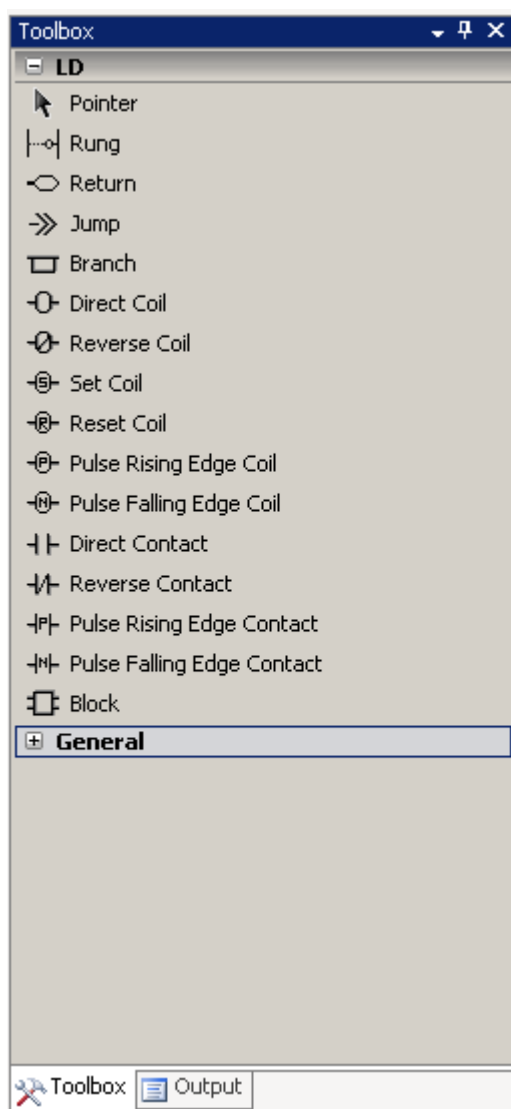 Toolbox
LD
Pointer
Rung
Return
Jump
Branch
Direct Coil
Reverse Coil
S Set Coil
R Reset Coil
P Pulse Rising Edge Coil
N Pulse Falling Edge Coil
Direct Contact
Reverse Contact
P Pulse Rising Edge Contact
N Pulse Falling Edge Contact
Block
General
Toolbox Output